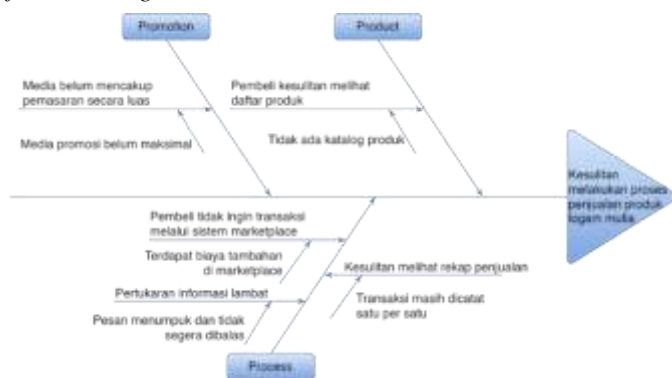 Promotion
Product
Media belum mencakup
pemasaran secara luas
Media promosi belum maksimal
Pembeli kesulitan melihat
daftar produk
Tidak ada katalog produk
Kesulitan
melakukan proses
penjualan produk
logam mulia
Pembeli tidak ingin transaksi
melalui sistem marketplace
Terdapat biaya tambahan
di marketplace
Kesulitan melihat rekap penjualan
Transaksi masih dicatat
satu per satu
Pertukaran informasi lambat
Pesan menumpuk dan tidak
segera dibalas
Process